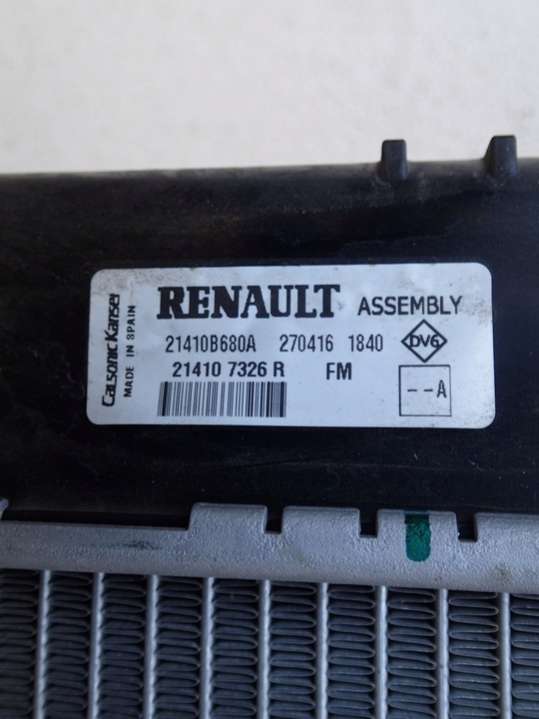 Calsonic Kansei
MADE IN SPAIN
RENAULT ASSEMBLY
21410B680A 270416 1840
DV6
21410 7326 R FM
--A